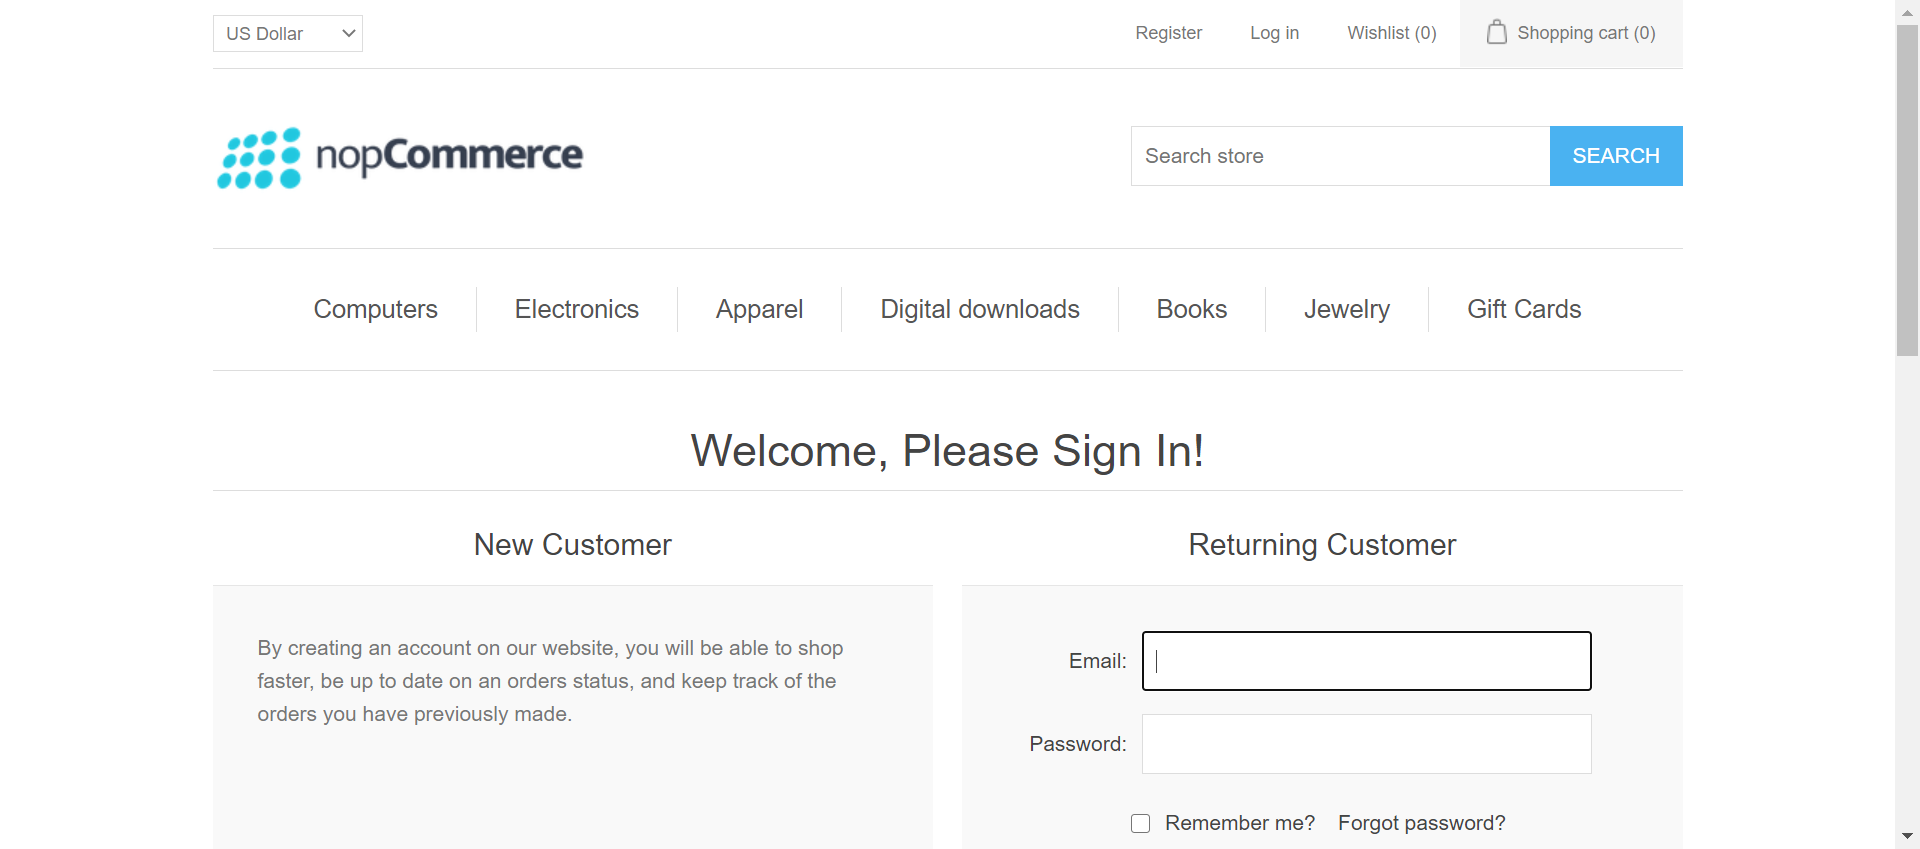 US Dollar
Register
Log in
Wishlist (0)
Shopping cart (0)
nopCommerce
Search store
SEARCH
Computers
Electronics
Apparel
Digital downloads
Books
Jewelry
Gift Cards
Welcome, Please Sign In!
New Customer
By creating an account on our website, you will be able to shop
faster, be up to date on an orders status, and keep track of the
orders you have previously made.
Returning Customer
Email:
Password:
Remember me?
Forgot password?